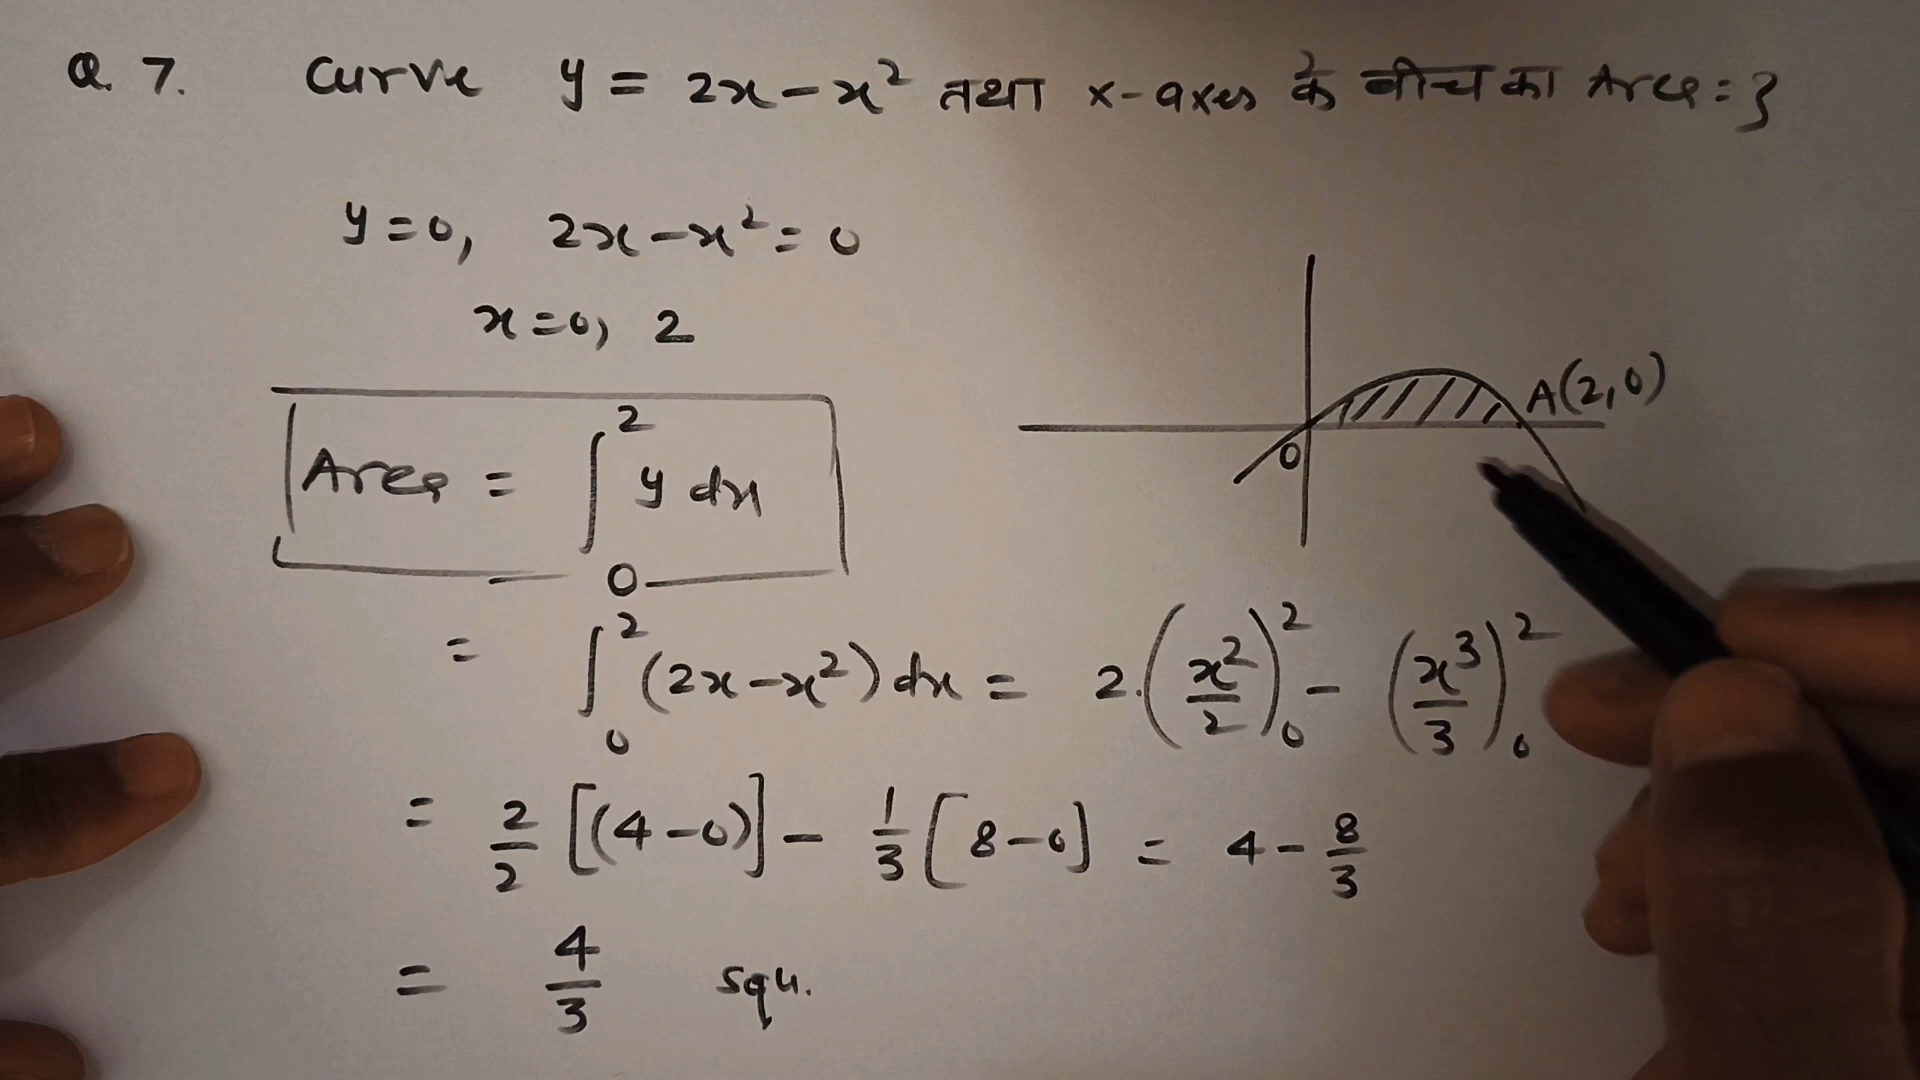 Q. 7. Curve y = 2x - x² तथा x-axes के बीच का Area = ?
y = 0, 2x - x² = 0
x = 0, 2
A(2,0)
O
Area = ∫₀² y dx
= ∫₀² (2x - x²) dx = 2.(x²/2)₀² - (x³/3)₀²
= 2/2 [(4-0)] - 1/3 [8-0] = 4 - 8/3
= 4/3 squ.